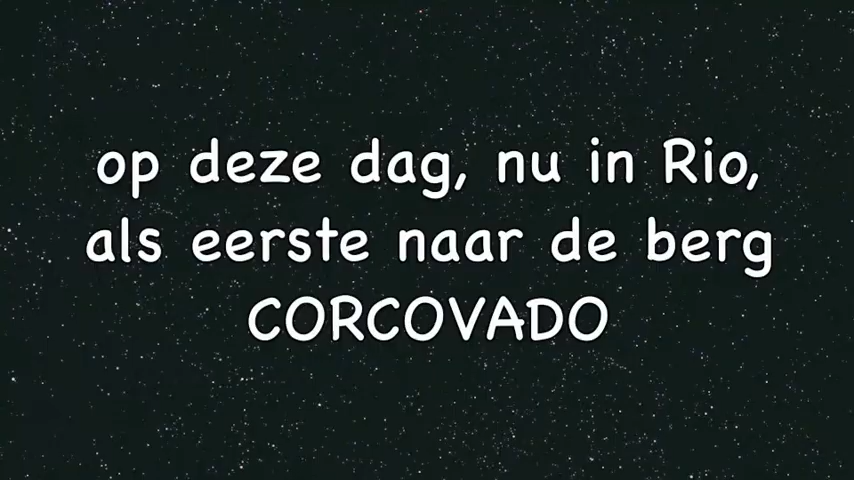 op deze dag, nu in Rio,
als eerste naar de berg
CORCOVADO